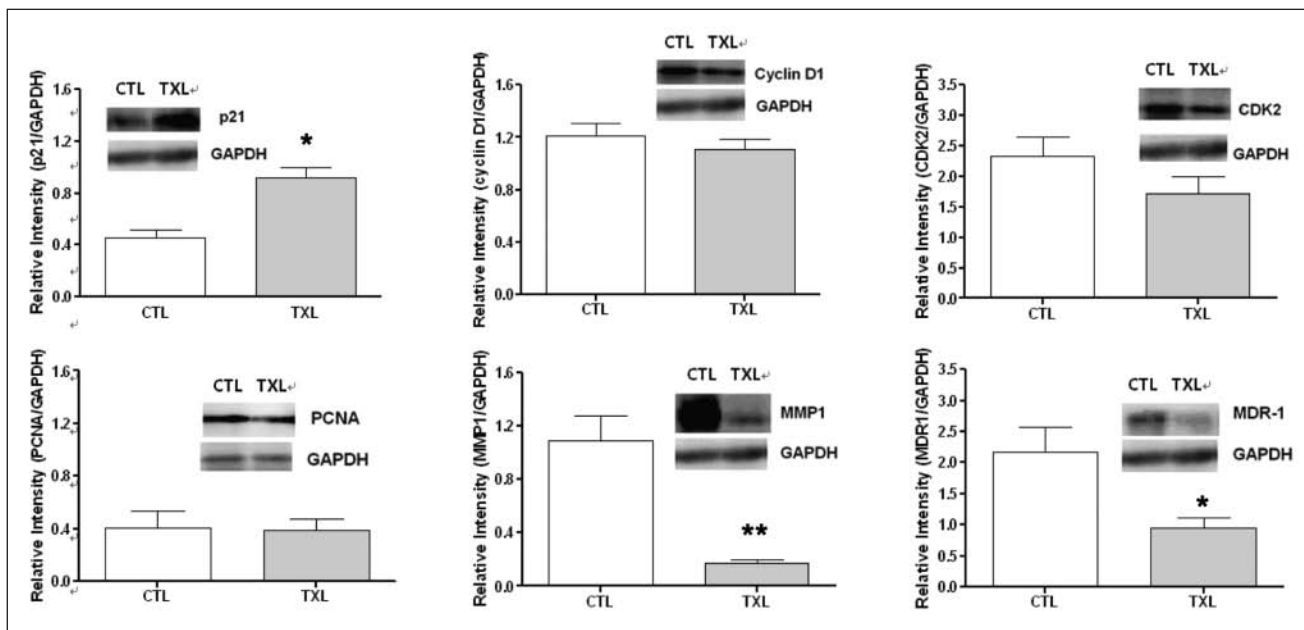 Relative Intensity (p21/GAPDH)
1.6
1.2
0.8
0.4
0.0
CTL TXL↵
p21
GAPDH
*
CTL TXL
Relative Intensity (cyclin D1/GAPDH)
1.6
1.2
0.8
0.4
0.0
CTL TXL↵
Cyclin D1
GAPDH
CTL TXL
Relative Intensity (CDK2/GAPDH)
3.5
3.0
2.5
2.0
1.5
1.0
0.5
0.0
CTL TXL↵
CDK2
GAPDH
CTL TXL
Relative Intensity (PCNA/GAPDH)
1.6
1.2
0.8
0.4
0.0
CTL TXL↵
PCNA
GAPDH
CTL TXL
Relative Intensity (MMP1/GAPDH)
1.6
1.2
0.8
0.4
0.0
CTL TXL↵
MMP1
GAPDH
**
CTL TXL
Relative Intensity (MDR1/GAPDH)
3.5
3.0
2.5
2.0
1.5
1.0
0.5
0.0
CTL TXL↵
MDR-1
GAPDH
*
CTL TXL